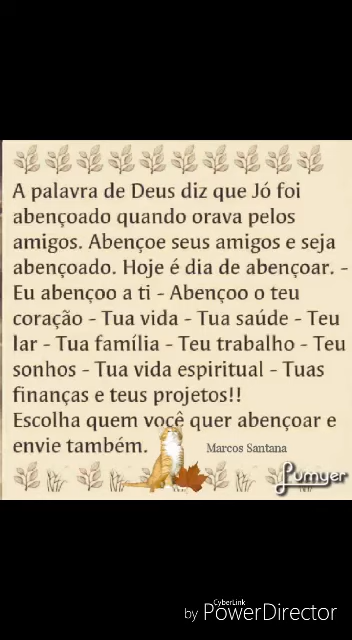 A palavra de Deus diz que Jó foi
abençoado quando orava pelos
amigos. Abençoe seus amigos e seja
abençoado. Hoje é dia de abençoar. -
Eu abençoo a ti - Abençoo o teu
coração - Tua vida - Tua saúde - Teu
lar - Tua família - Teu trabalho - Teu
sonhos - Tua vida espiritual - Tuas
finanças e teus projetos!!
Escolha quem você quer abençoar e
envie também.
Marcos Santana
Pumyer
CyberLink
by PowerDirector